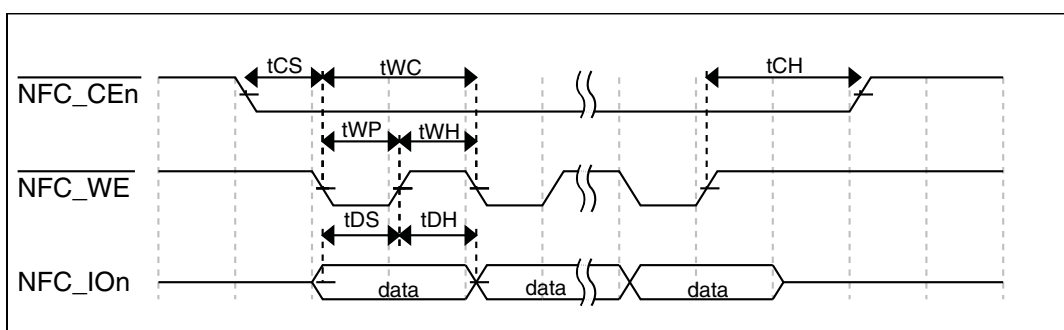 tCS tWC tCH
NFC_CEn
tWP tWH
NFC_WE
tDS tDH
NFC_IOn
data data data